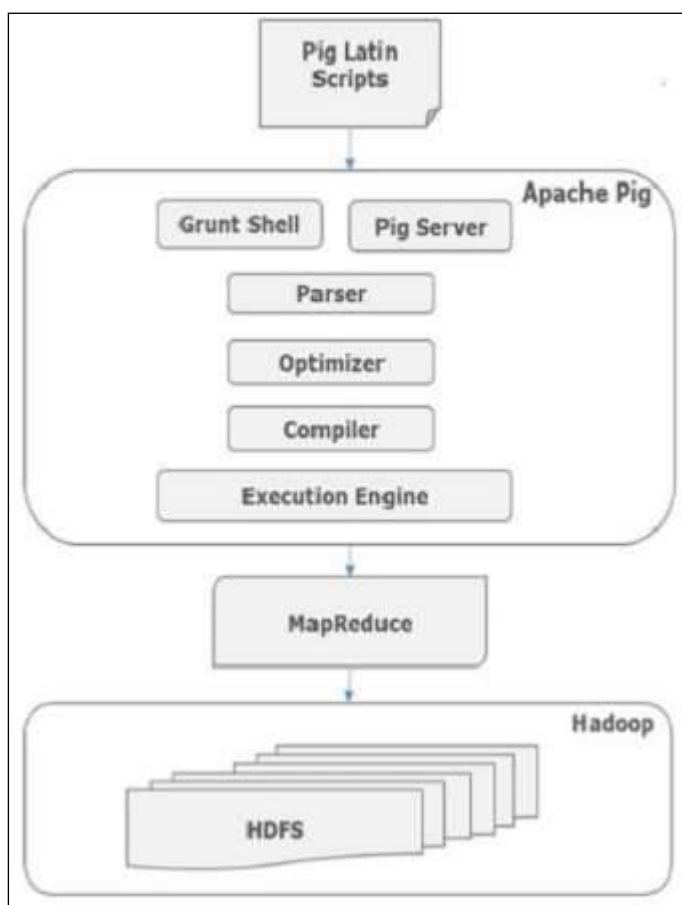 Pig Latin
Scripts
Apache Pig
Grunt Shell
Pig Server
Parser
Optimizer
Compiler
Execution Engine
MapReduce
Hadoop
HDFS